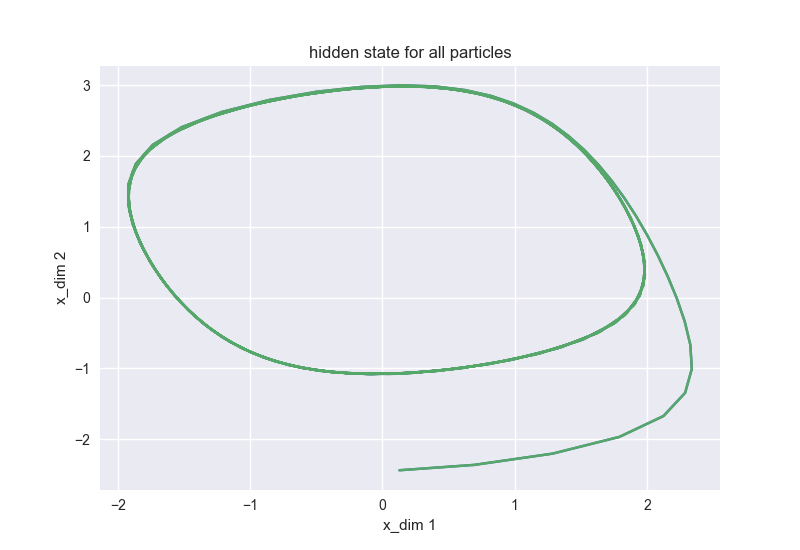 hidden state for all particles
3
2
1
0
−1
−2
x_dim 2
−2 −1 0 1 2
x_dim 1